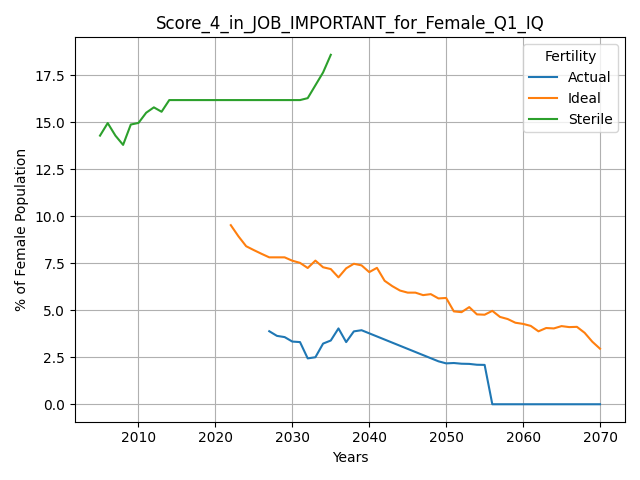 Score_4_in_JOB_IMPORTANT_for_Female_Q1_IQ
Fertility
Actual
Ideal
Sterile
% of Female Population
17.5
15.0
12.5
10.0
7.5
5.0
2.5
0.0
2010 2020 2030 2040 2050 2060 2070
Years